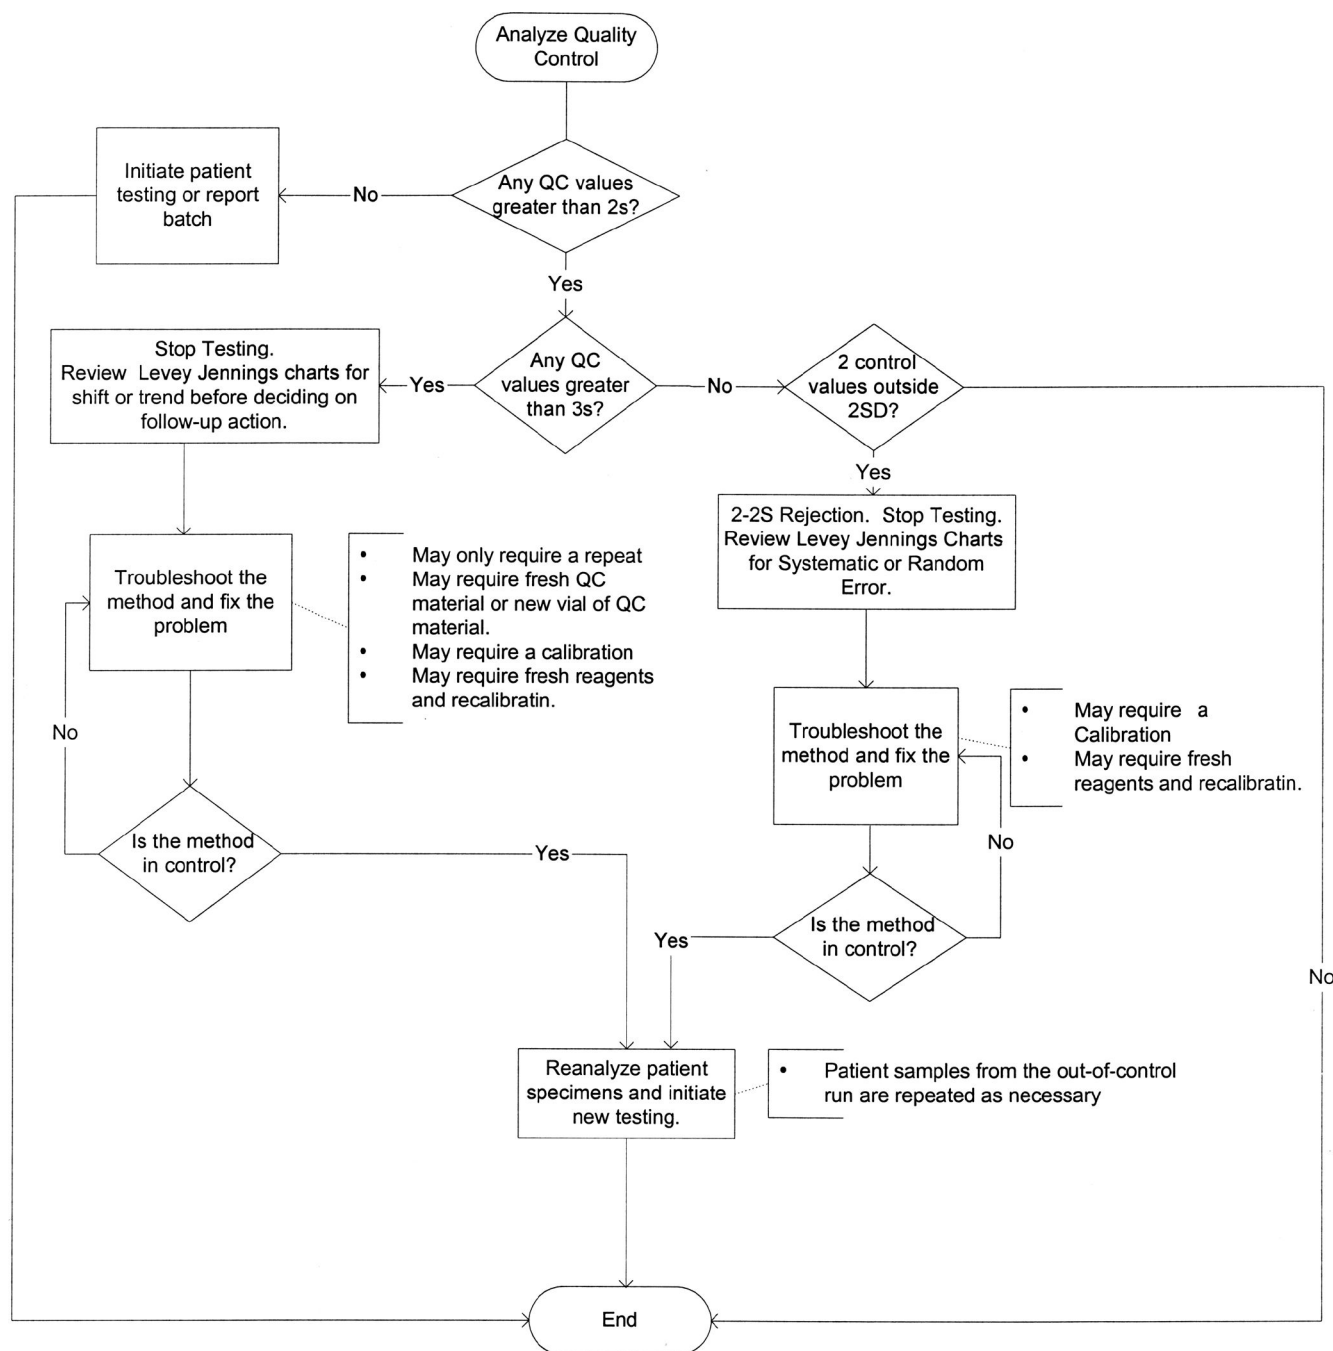 Analyze Quality
Control
Initiate patient
testing or report
batch
No
Any QC values
greater than 2s?
Yes
Stop Testing.
Review Levey Jennings charts for
shift or trend before deciding on
follow-up action.
Yes
Any QC
values greater
than 3s?
No
2 control
values outside
2SD?
Yes
2-2S Rejection. Stop Testing.
Review Levey Jennings Charts
for Systematic or Random
Error.
Troubleshoot the
method and fix the
problem
• May only require a repeat
• May require fresh QC
material or new vial of QC
material.
• May require a calibration
• May require fresh reagents
and recalibratin.
No
Troubleshoot the
method and fix the
problem
• May require a
Calibration
• May require fresh
reagents and recalibratin.
Is the method
in control?
Yes
No
Is the method
in control?
Yes
No
Reanalyze patient
specimens and initiate
new testing.
• Patient samples from the out-of-control
run are repeated as necessary
End